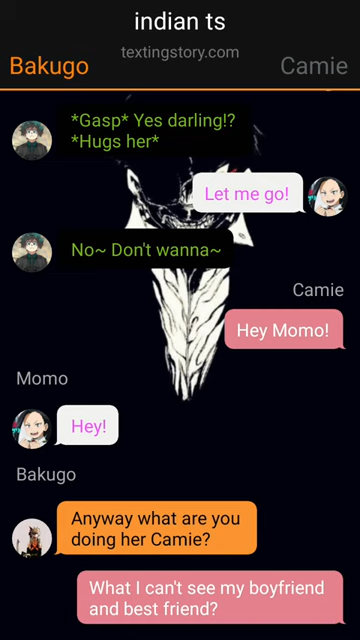 indian ts
textingstory.com
Bakugo
Camie
*Gasp* Yes darling!?
*Hugs her*
Let me go!
No~ Don't wanna~
Camie
Hey Momo!
Momo
Hey!
Bakugo
Anyway what are you
doing her Camie?
What I can't see my boyfriend
and best friend?